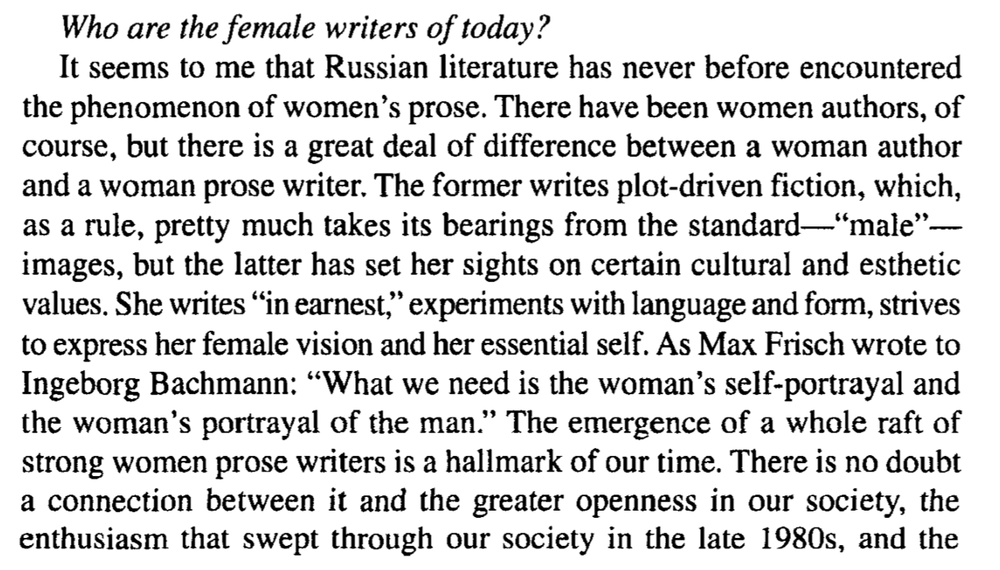 Who are the female writers of today?
It seems to me that Russian literature has never before encountered
the phenomenon of women's prose. There have been women authors, of
course, but there is a great deal of difference between a woman author
and a woman prose writer. The former writes plot-driven fiction, which,
as a rule, pretty much takes its bearings from the standard—“male”—
images, but the latter has set her sights on certain cultural and esthetic
values. She writes “in earnest,” experiments with language and form, strives
to express her female vision and her essential self. As Max Frisch wrote to
Ingeborg Bachmann: “What we need is the woman's self-portrayal and
the woman's portrayal of the man.” The emergence of a whole raft of
strong women prose writers is a hallmark of our time. There is no doubt
a connection between it and the greater openness in our society, the
enthusiasm that swept through our society in the late 1980s, and the